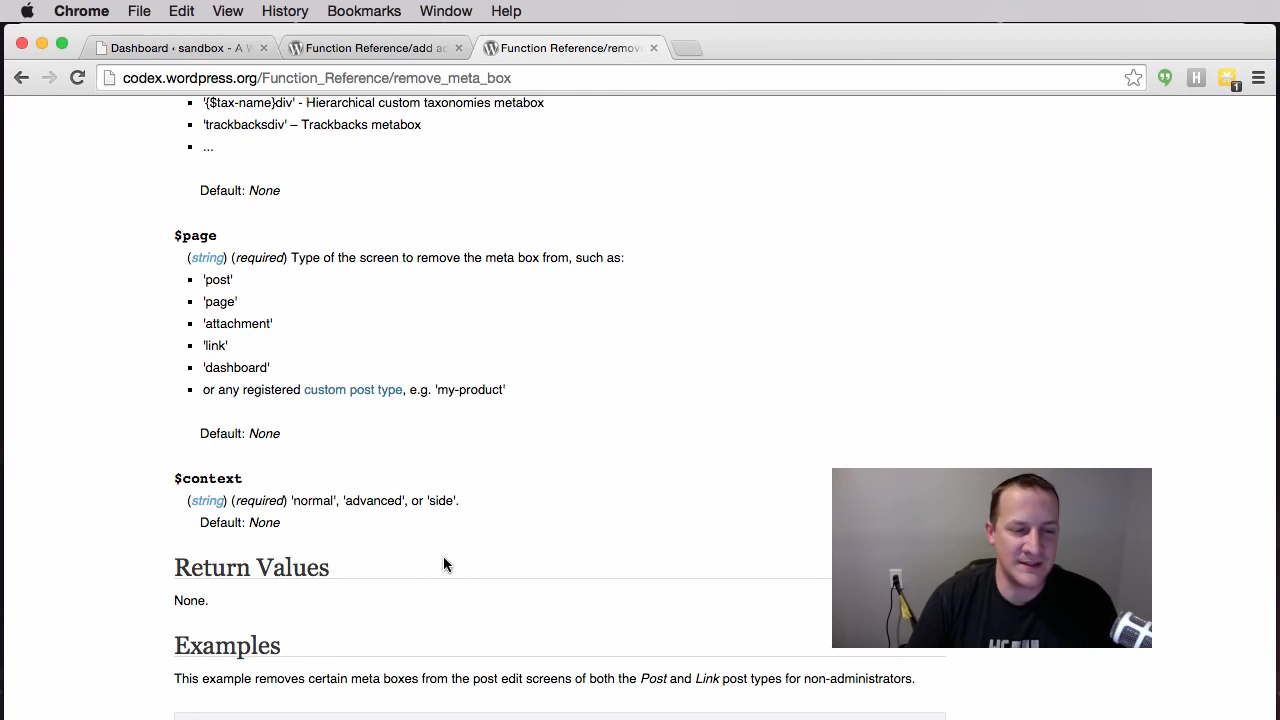 Chrome File Edit View History Bookmarks Window Help
Dashboard ‹ sandbox - A W
Function Reference/add ac
Function Reference/remov
codex.wordpress.org/Function_Reference/remove_meta_box
H
1
'{$tax-name}div' - Hierarchical custom taxonomies metabox
'trackbacksdiv' – Trackbacks metabox
...
Default: None
$page
(string) (required) Type of the screen to remove the meta box from, such as:
'post'
'page'
'attachment'
'link'
'dashboard'
or any registered custom post type, e.g. 'my-product'
Default: None
$context
(string) (required) 'normal', 'advanced', or 'side'.
Default: None
Return Values
None.
Examples
This example removes certain meta boxes from the post edit screens of both the Post and Link post types for non-administrators.